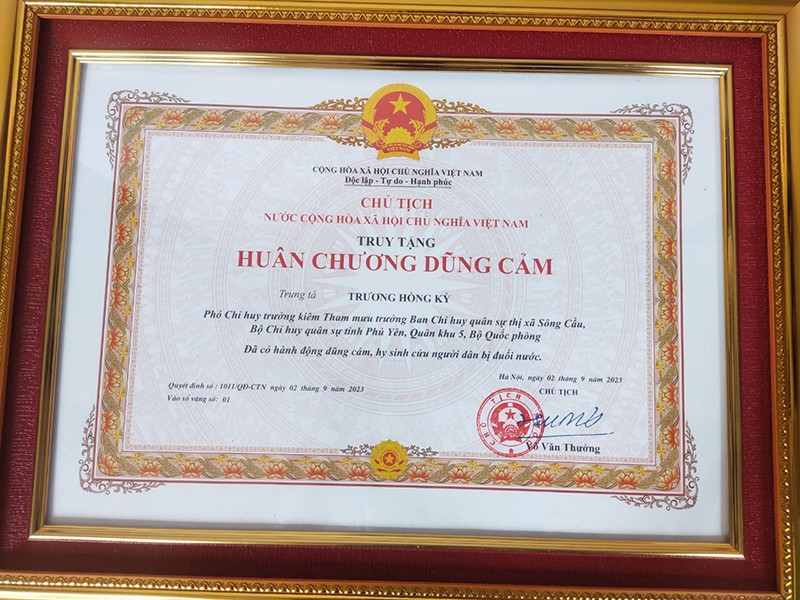 VIỆT NAM
CỘNG HÒA XÃ HỘI CHỦ NGHĨA VIỆT NAM
Độc lập - Tự do - Hạnh phúc
CHỦ TỊCH
NƯỚC CỘNG HÒA XÃ HỘI CHỦ NGHĨA VIỆT NAM
TRUY TẶNG
HUÂN CHƯƠNG DŨNG CẢM
Trung tá TRƯƠNG HỒNG KỲ
Phó Chỉ huy trưởng kiêm Tham mưu trưởng Ban Chỉ huy quân sự thị xã Sông Cầu,
Bộ Chỉ huy quân sự tỉnh Phú Yên, Quân khu 5, Bộ Quốc phòng
Đã có hành động dũng cảm, hy sinh cứu người dân bị đuối nước.
Quyết định số : 1011/QĐ-CTN ngày 02 tháng 9 năm 2023
Vào sổ vàng số: 01
Hà Nội, ngày 02 tháng 9 năm 2023
CHỦ TỊCH
CHỦ TỊCH
Võ Văn Thưởng